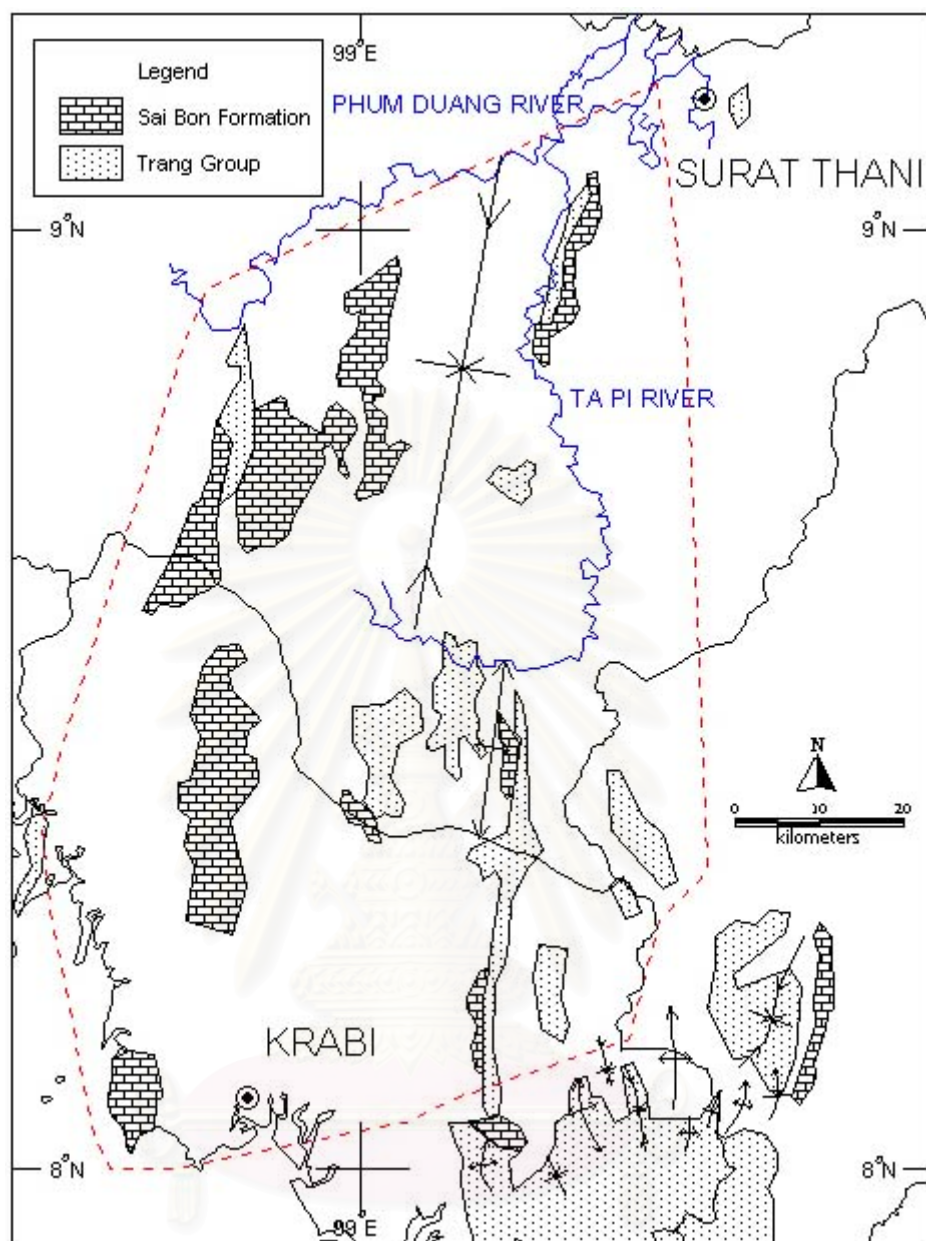 99°E
Legend
Sai Bon Formation
Trang Group
PHUM DUANG RIVER
SURAT THANI
9°N
9°N
TA PI RIVER
N
0 10 20
kilometers
KRABI
8°N
8°N
99 E